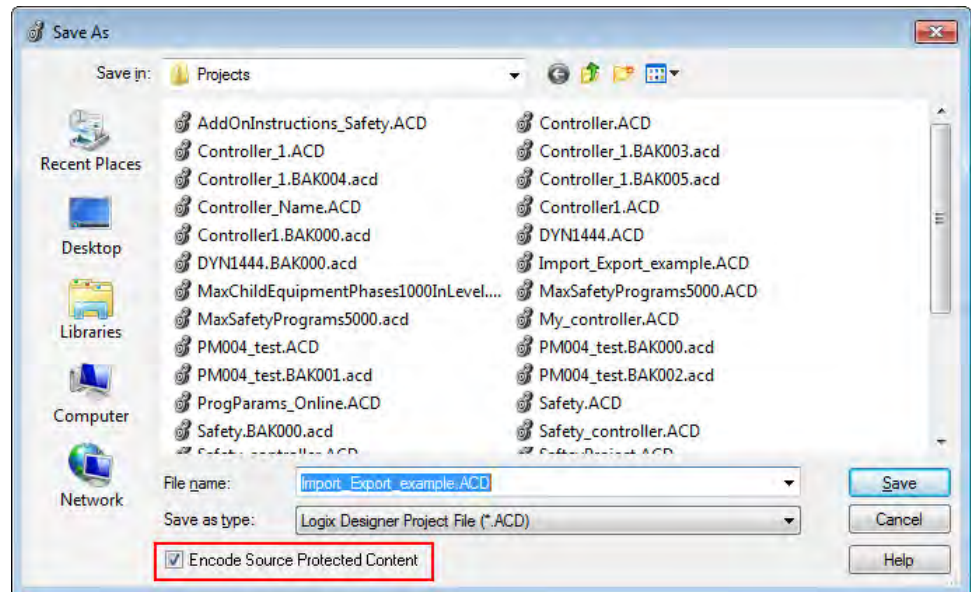 Save As
Save in:
Projects
Recent Places
Desktop
Libraries
Computer
Network
AddOnInstructions_Safety.ACD
Controller_1.ACD
Controller_1.BAK004.acd
Controller_Name.ACD
Controller1.BAK000.acd
DYN1444.BAK000.acd
MaxChildEquipmentPhases1000InLevel....
MaxSafetyPrograms5000.acd
PM004_test.ACD
PM004_test.BAK001.acd
ProgParams_Online.ACD
Safety.BAK000.acd
Controller.ACD
Controller_1.BAK003.acd
Controller_1.BAK005.acd
Controller1.ACD
DYN1444.ACD
Import_Export_example.ACD
MaxSafetyPrograms5000.ACD
My_controller.ACD
PM004_test.BAK000.acd
PM004_test.BAK002.acd
Safety.ACD
Safety_controller.ACD
File name:
Import_Export_example.ACD
Save
Save as type:
Logix Designer Project File (*.ACD)
Cancel
Encode Source Protected Content
Help